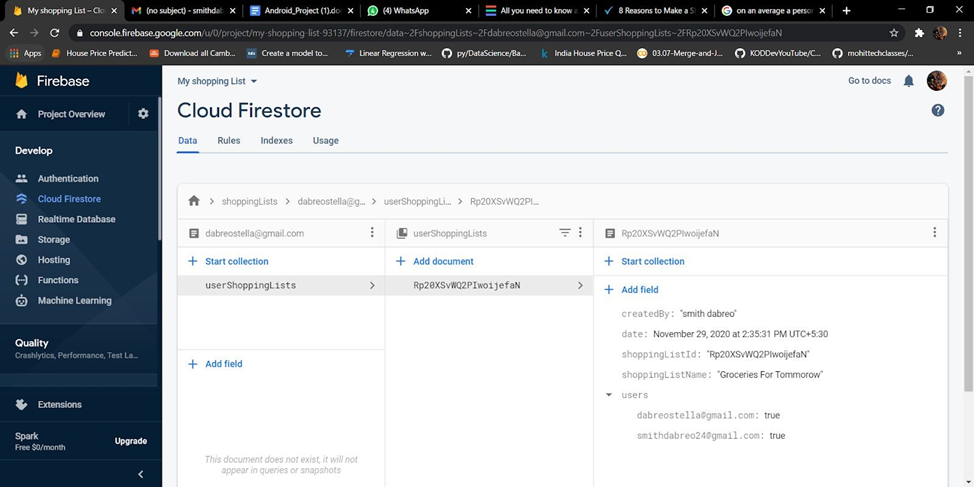 My shopping List – Clou
(no subject) - smithdab
Android_Project (1).doc
(4) WhatsApp
All you need to know a
8 Reasons to Make a S
on an average a person
console.firebase.google.com/u/0/project/my-shopping-list-93137/firestore/data~2FshoppingLists~2Fdabreostella@gmail.com~2FuserShoppingLists~2FRp20XSvWQ2PIwoijefaN
Apps
House Price Predict...
Download all Camb...
Create a model to...
Linear Regression w...
py/DataScience/Ba...
India House Price Q...
03.07-Merge-and-J...
KODDevYouTube/C...
mohittechclasses/...
Firebase
My shopping List
Go to docs
Project Overview
Cloud Firestore
Develop
Data Rules Indexes Usage
Authentication
Cloud Firestore
Realtime Database
Storage
Hosting
Functions
Machine Learning
Quality
Crashlytics, Performance, Test La...
Extensions
Spark
Free $0/month
Upgrade
shoppingLists
dabreostella@g...
userShoppingLi...
Rp20XSvWQ2PI...
dabreostella@gmail.com
Start collection
userShoppingLists
Add field
This document does not exist, it will not
appear in queries or snapshots
userShoppingLists
Add document
Rp20XSvWQ2PIwoijefaN
Rp20XSvWQ2PIwoijefaN
Start collection
Add field
createdBy: "smith dabreo"
date: November 29, 2020 at 2:35:31 PM UTC+5:30
shoppingListId: "Rp20XSvWQ2PIwoijefaN"
shoppingListName: "Groceries For Tommorow"
users
dabreostella@gmail.com: true
smithdabreo24@gmail.com: true